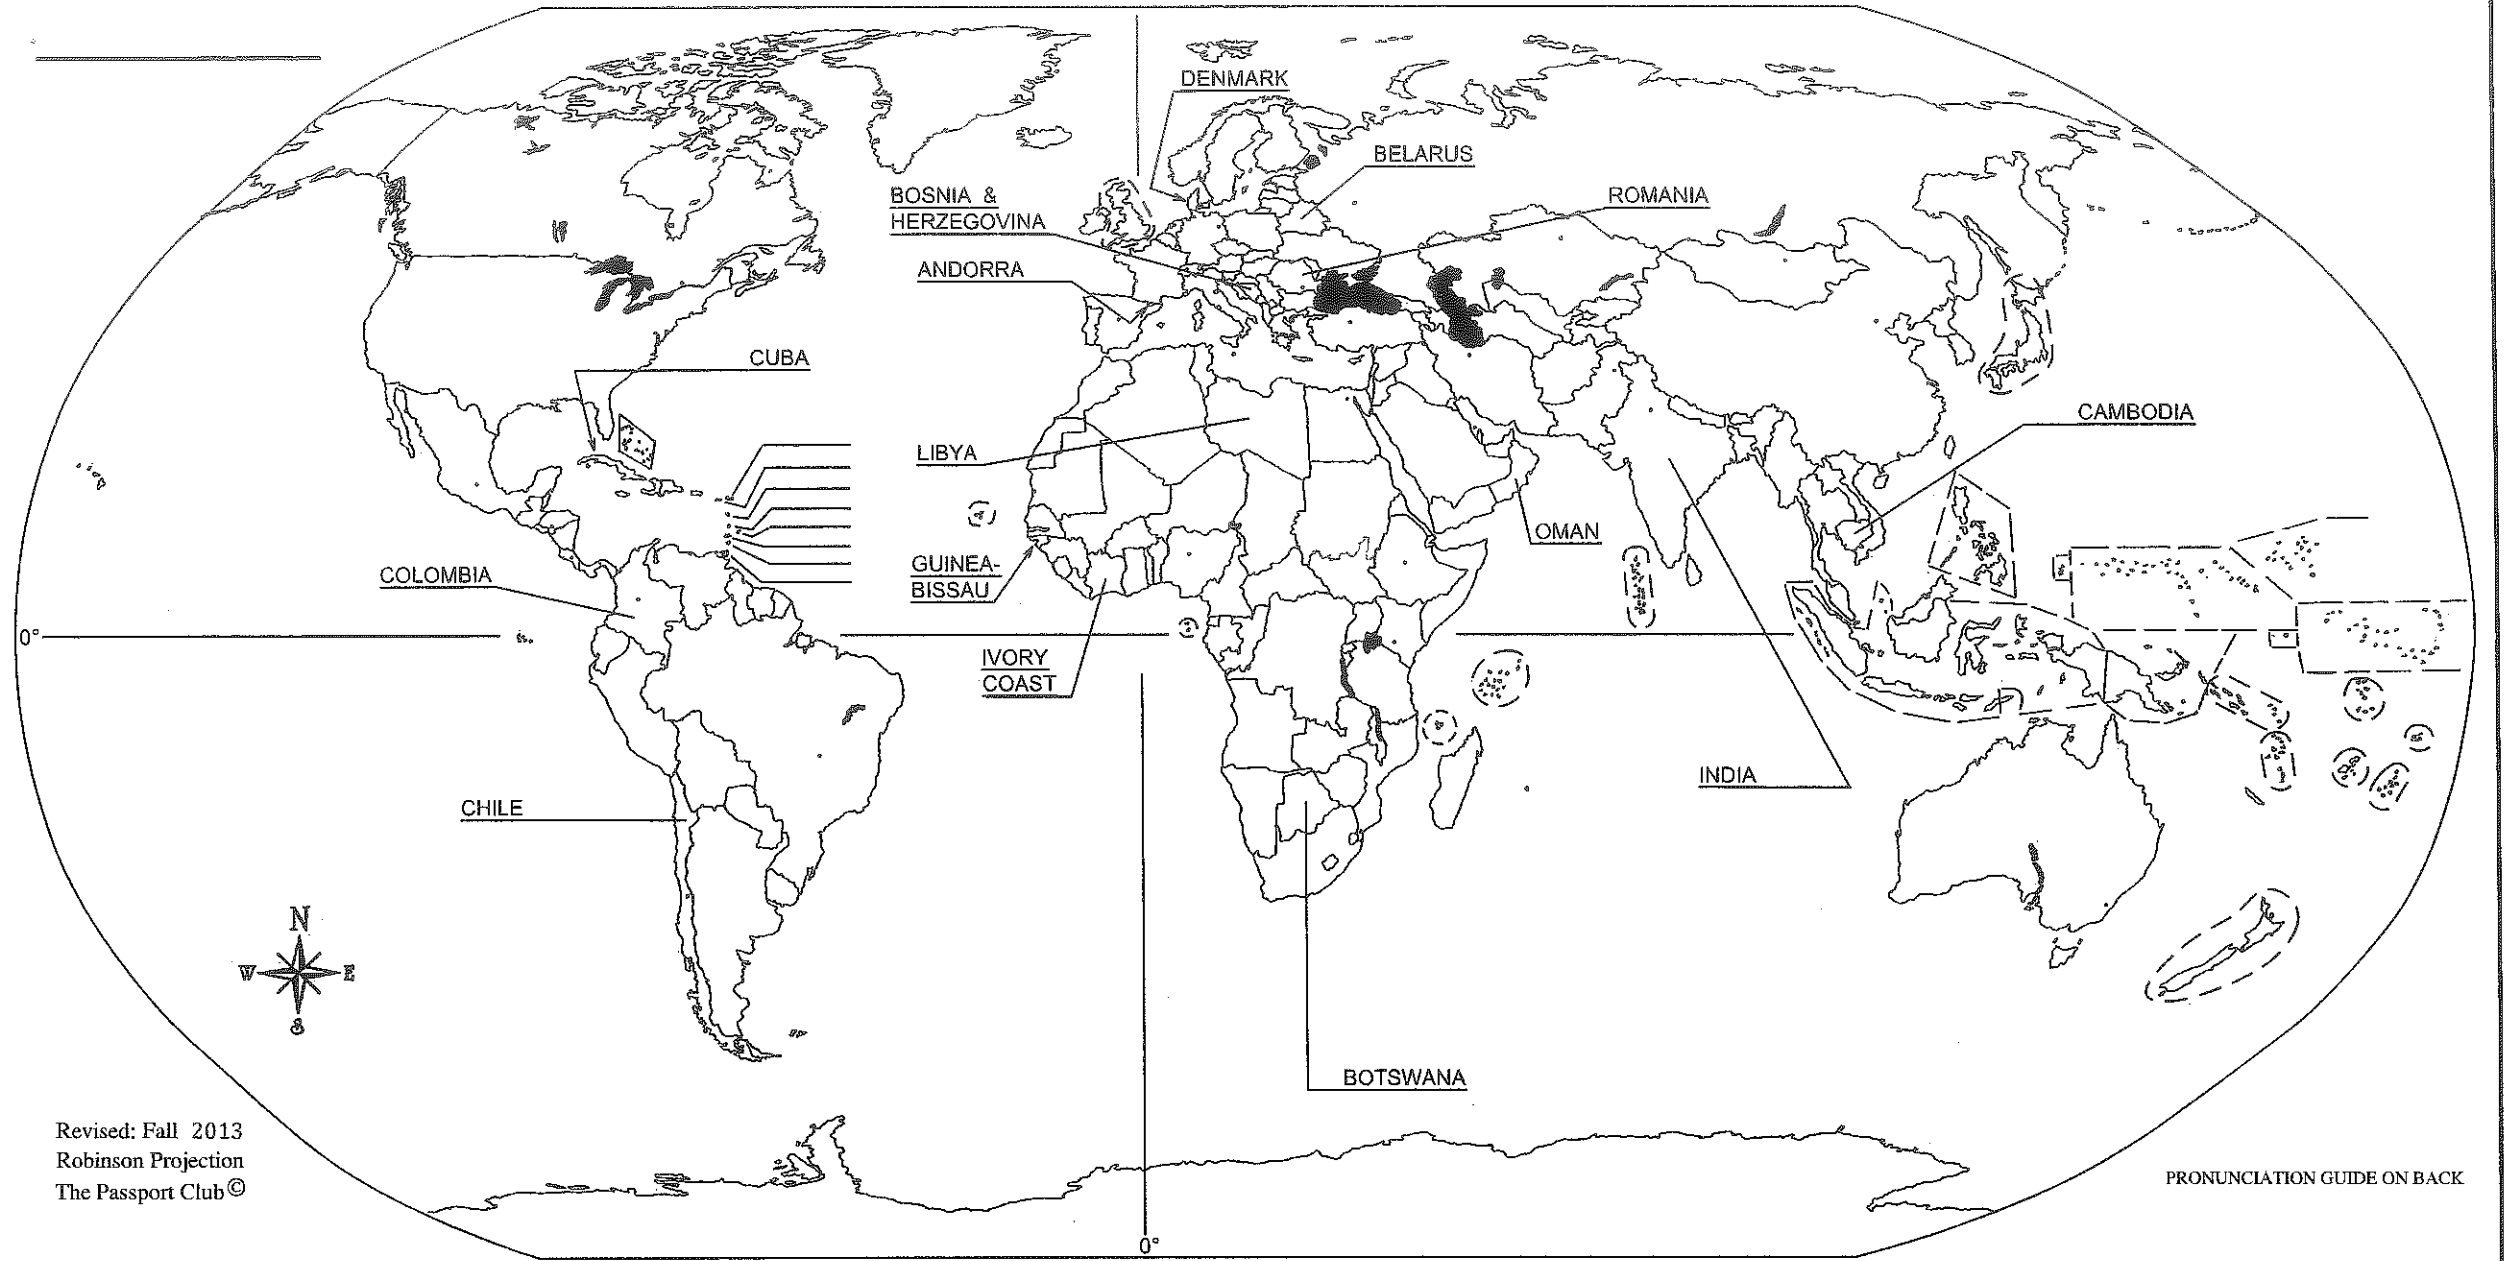 DENMARK
BELARUS
BOSNIA &
HERZEGOVINA
ROMANIA
ANDORRA
CUBA
CAMBODIA
LIBYA
OMAN
GUINEA-
BISSAU
COLOMBIA
0°
IVORY
COAST
INDIA
CHILE
N
W E
S
BOTSWANA
Revised: Fall 2013
Robinson Projection
The Passport Club©
PRONUNCIATION GUIDE ON BACK
0°